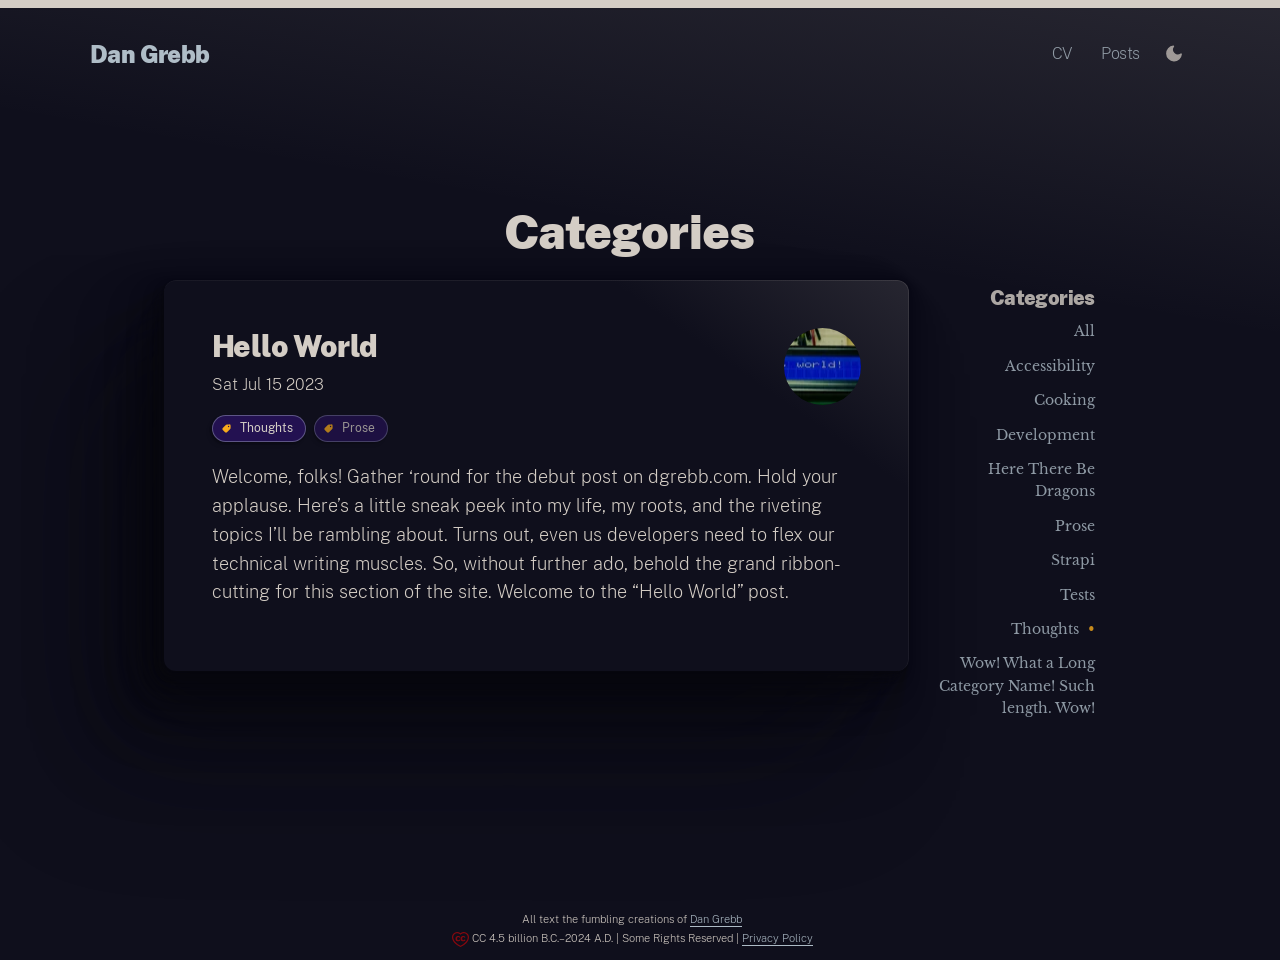 Dan Grebb
CV
Posts
Categories
Hello World
world!
Sat Jul 15 2023
Thoughts
Prose
Welcome, folks! Gather ‘round for the debut post on dgrebb.com. Hold your
applause. Here’s a little sneak peek into my life, my roots, and the riveting
topics I’ll be rambling about. Turns out, even us developers need to flex our
technical writing muscles. So, without further ado, behold the grand ribbon-
cutting for this section of the site. Welcome to the “Hello World” post.
Categories
All
Accessibility
Cooking
Development
Here There Be
Dragons
Prose
Strapi
Tests
Thoughts •
Wow! What a Long
Category Name! Such
length. Wow!
All text the fumbling creations of Dan Grebb
CC 4.5 billion B.C.–2024 A.D. | Some Rights Reserved | Privacy Policy